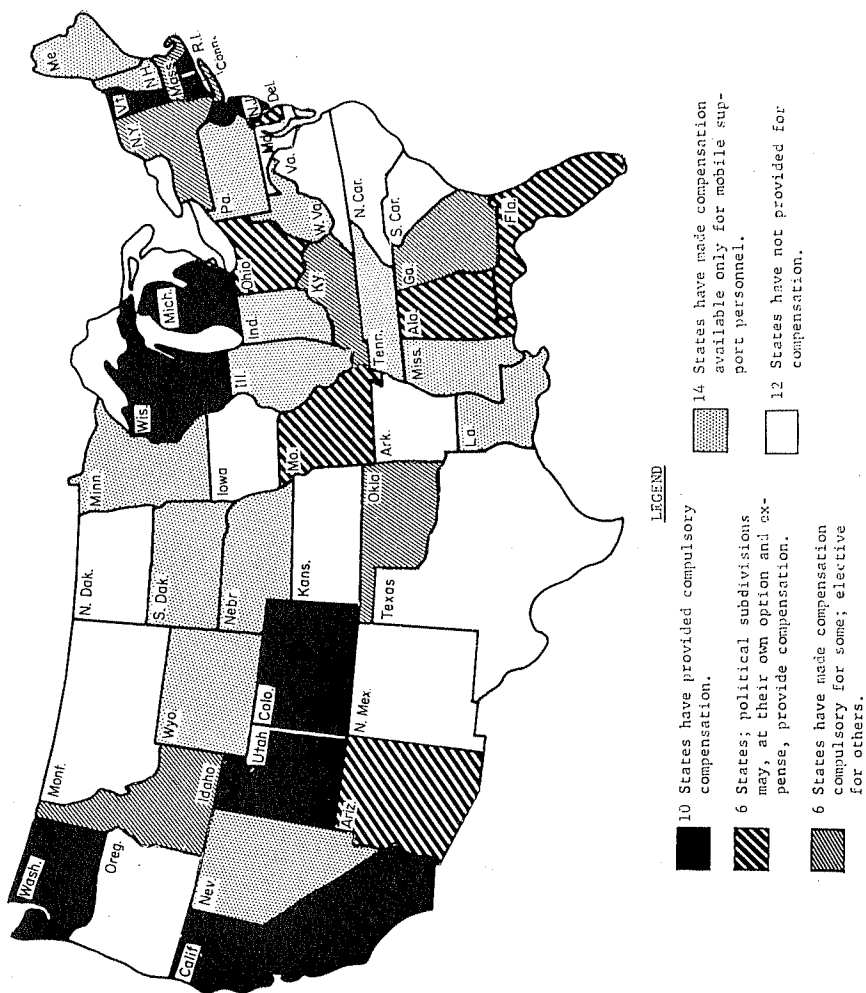 Wash.
Oreg.
Calif
Nev.
Idaho
Mont.
Wyo.
Utah
Colo.
Ariz.
N. Mex.
N. Dak.
S. Dak.
Nebr.
Kans.
Texas
Okla.
Minn.
Iowa
Mo.
Ark.
La.
Wis.
Ill.
Mich.
Ind.
Ohio
Ky.
Tenn.
Miss.
Ala.
Ga.
Fla.
S. Car.
N. Car.
Va.
W. Va.
Pa.
N.Y.
Vt.
N.H.
Me.
Mass.
R.I.
Conn.
N.J.
Del.
Md.
LEGEND
10 States have provided compulsory
compensation.
6 States; political subdivisions
may, at their own option and ex-
pense, provide compensation.
6 States have made compensation
compulsory for some; elective
for others.
14 States have made compensation
available only for mobile sup-
port personnel.
12 States have not provided for
compensation.